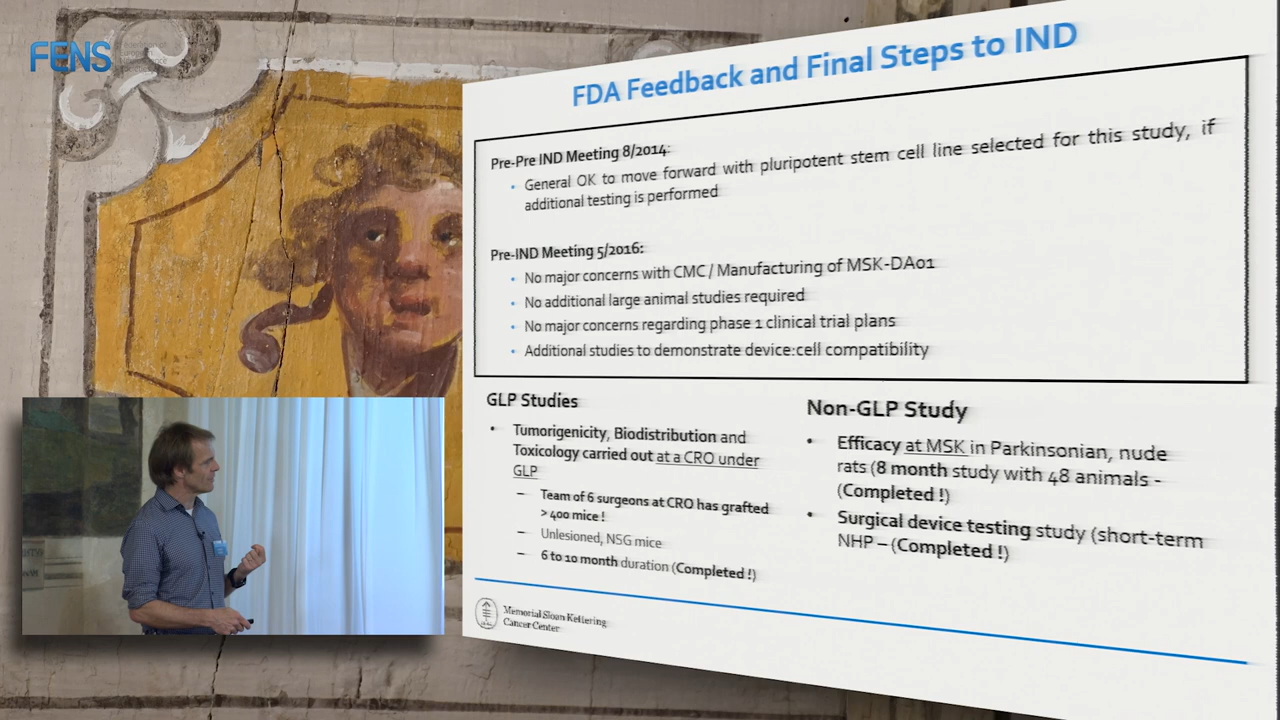 FENS
FDA Feedback and Final Steps to IND
Pre-Pre IND Meeting 8/2014:
• General OK to move forward with pluripotent stem cell line selected for this study, if
additional testing is performed
Pre-IND Meeting 5/2016:
• No major concerns with CMC / Manufacturing of MSK-DA01
• No additional large animal studies required
• No major concerns regarding phase 1 clinical trial plans
• Additional studies to demonstrate device:cell compatibility
GLP Studies
• Tumorigenicity, Biodistribution and
Toxicology carried out at a CRO under
GLP
– Team of 6 surgeons at CRO has grafted
> 400 mice !
– Unlesioned, NSG mice
– 6 to 10 month duration (Completed !)
Non-GLP Study
• Efficacy at MSK in Parkinsonian, nude
rats (8 month study with 48 animals -
(Completed !)
• Surgical device testing study (short-term
NHP – (Completed !)
Memorial Sloan Kettering
Cancer Center